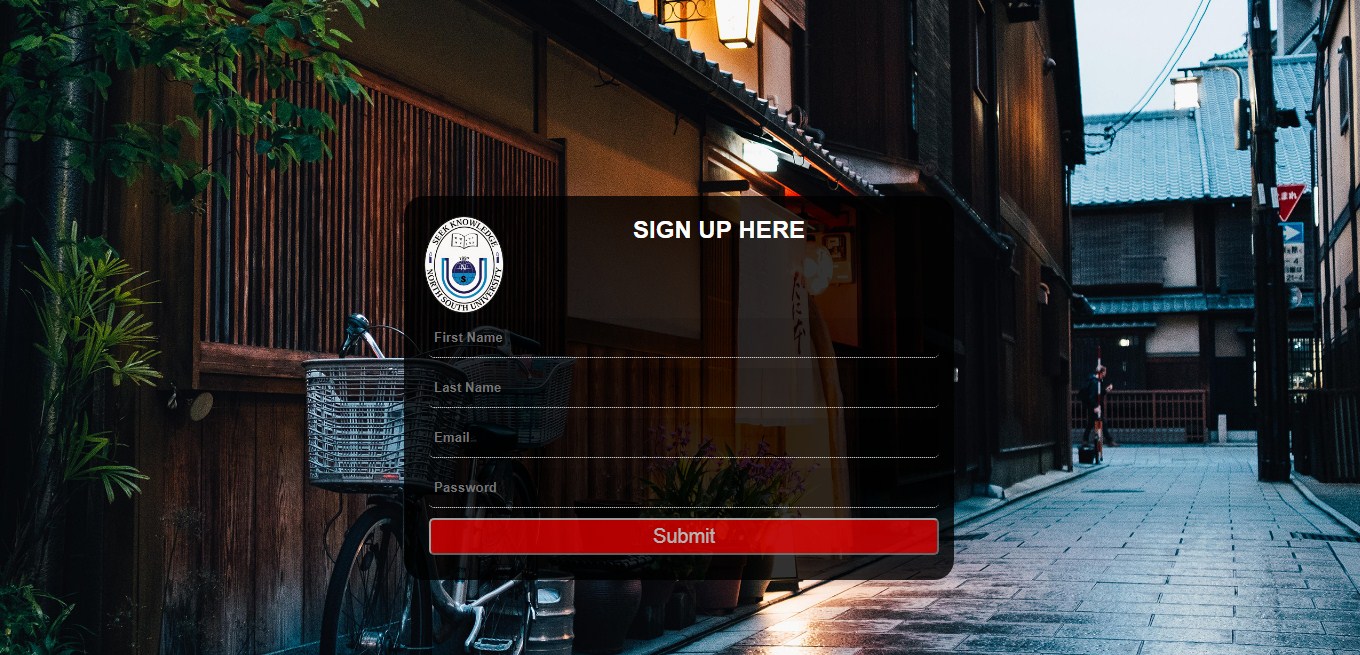 SIGN UP HERE
SEEK KNOWLEDGE
NORTH SOUTH UNIVERSITY
First Name
Last Name
Email
Password
Submit